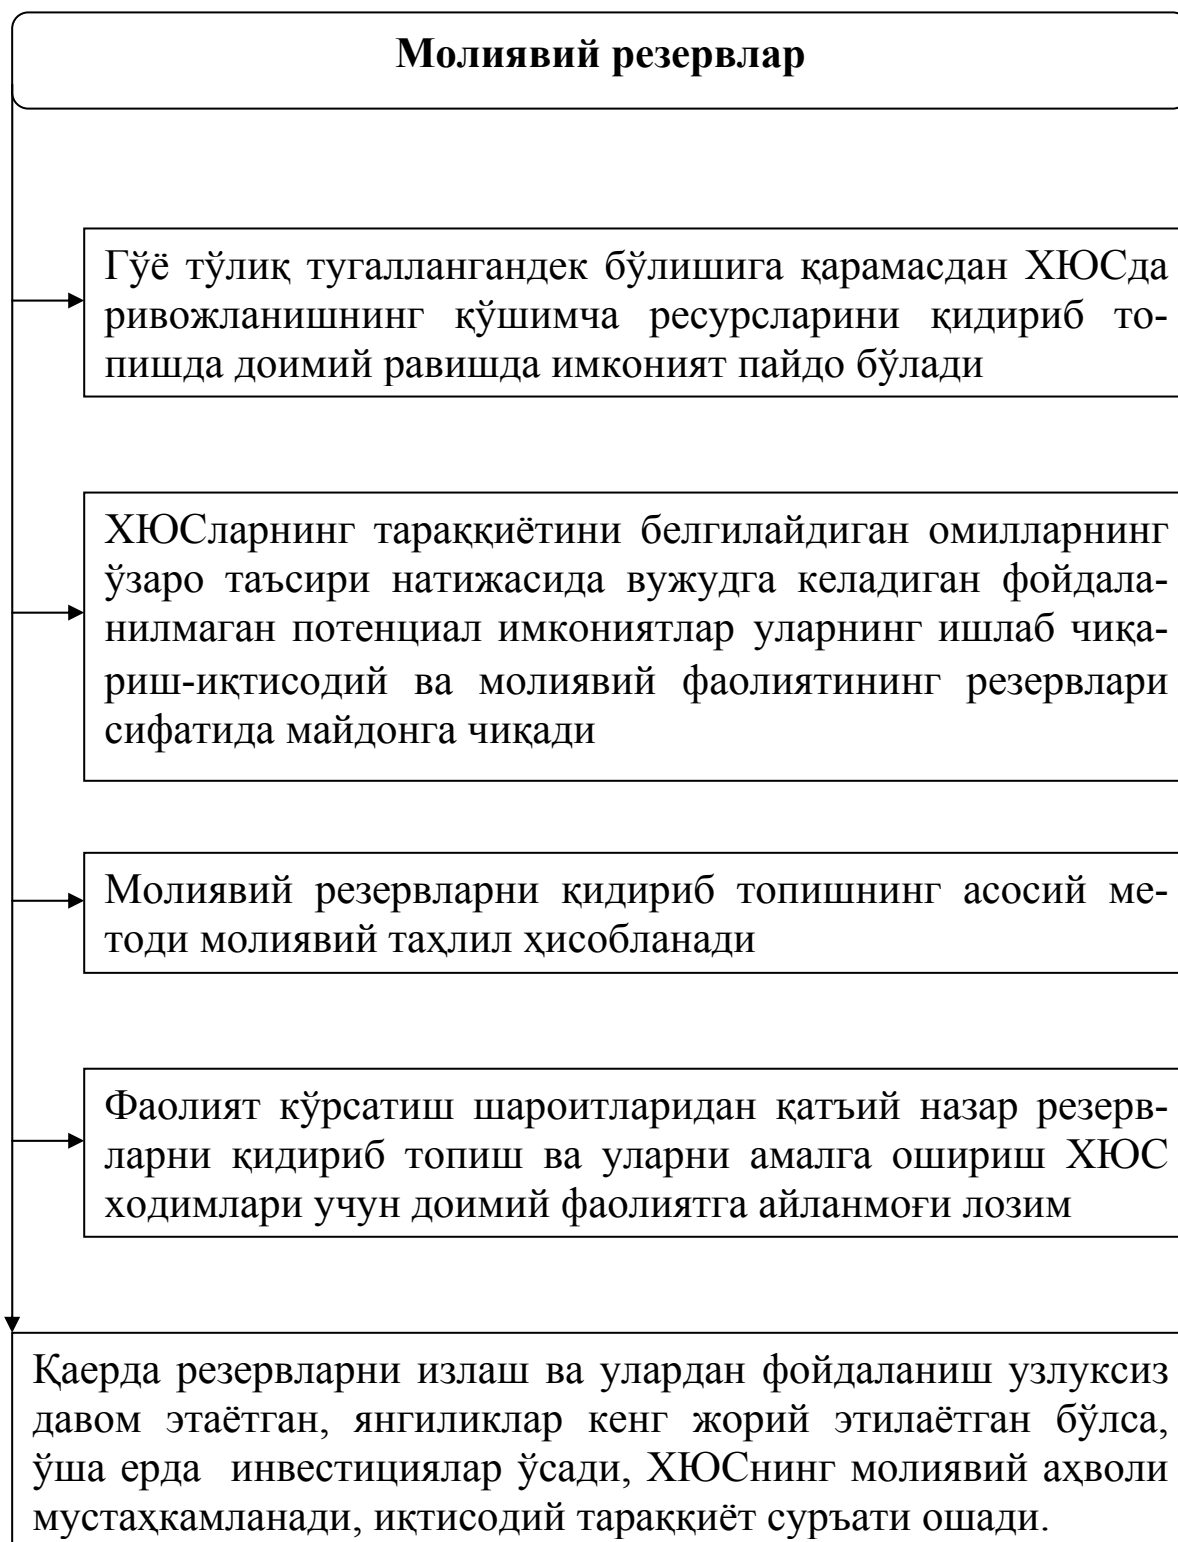 Молиявий резервлар
Гўё тўлиқ тугаллангандек бўлишига қарамасдан ХЮСда
ривожланишнинг қўшимча ресурсларини қидириб то-
пишда доимий равишда имконият пайдо бўлади
ХЮСларнинг тараққиётини белгилайдиган омилларнинг
ўзаро таъсири натижасида вужудга келадиган фойдала-
нилмаган потенциал имкониятлар уларнинг ишлаб чиқа-
риш-иқтисодий ва молиявий фаолиятининг резервлари
сифатида майдонга чиқади
Молиявий резервларни қидириб топишнинг асосий ме-
тоди молиявий таҳлил ҳисобланади
Фаолият кўрсатиш шароитларидан қатъий назар резерв-
ларни қидириб топиш ва уларни амалга ошириш ХЮС
ходимлари учун доимий фаолиятга айланмоғи лозим
Қаерда резервларни излаш ва улардан фойдаланиш узлуксиз
давом этаётган, янгиликлар кенг жорий этилаётган бўлса,
ўша ерда инвестициялар ўсади, ХЮСнинг молиявий аҳволи
мустаҳкамланади, иқтисодий тараққиёт суръати ошади.